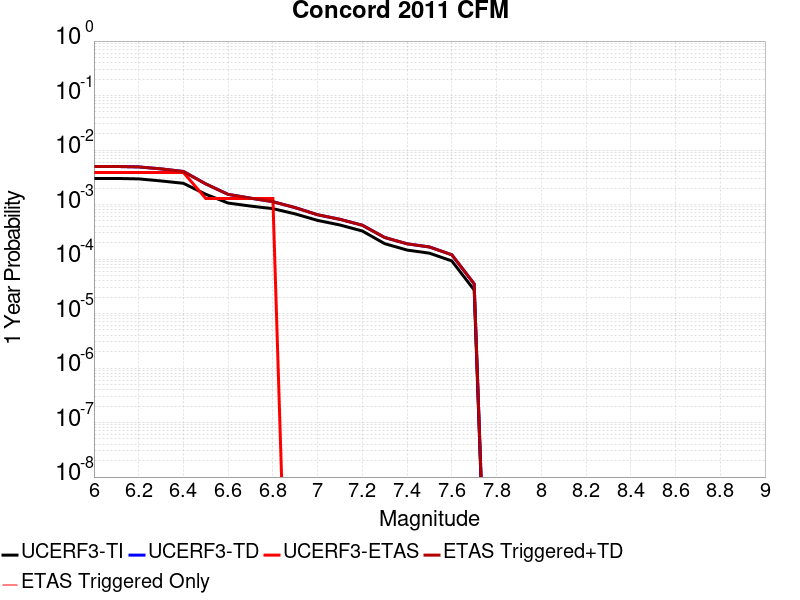 Concord 2011 CFM
1 Year Probability
10^0
10^-1
10^-2
10^-3
10^-4
10^-5
10^-6
10^-7
10^-8
6 6.2 6.4 6.6 6.8 7 7.2 7.4 7.6 7.8 8 8.2 8.4 8.6 8.8 9
Magnitude
UCERF3-TI UCERF3-TD UCERF3-ETAS ETAS Triggered+TD
ETAS Triggered Only